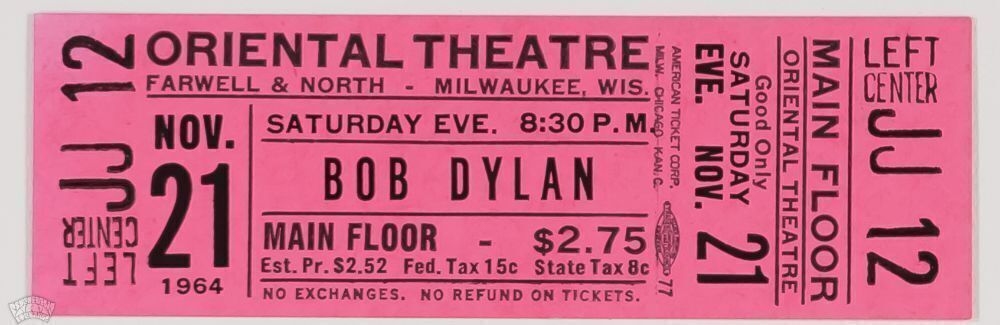 LEFT
CENTER
JJ 12
ORIENTAL THEATRE
FARWELL & NORTH - MILWAUKEE, WIS.
NOV.
21
1964
SATURDAY EVE. 8:30 P.M.
BOB DYLAN
MAIN FLOOR - $2.75
Est. Pr. $2.52 Fed. Tax 15c State Tax 8c
NO EXCHANGES. NO REFUND ON TICKETS.
AMERICAN TICKET CORP.
MILW. CHICAGO KAN. C.
77
Good Only
SATURDAY
EVE. NOV. 21
MAIN FLOOR
ORIENTAL THEATRE
LEFT
CENTER
JJ 12